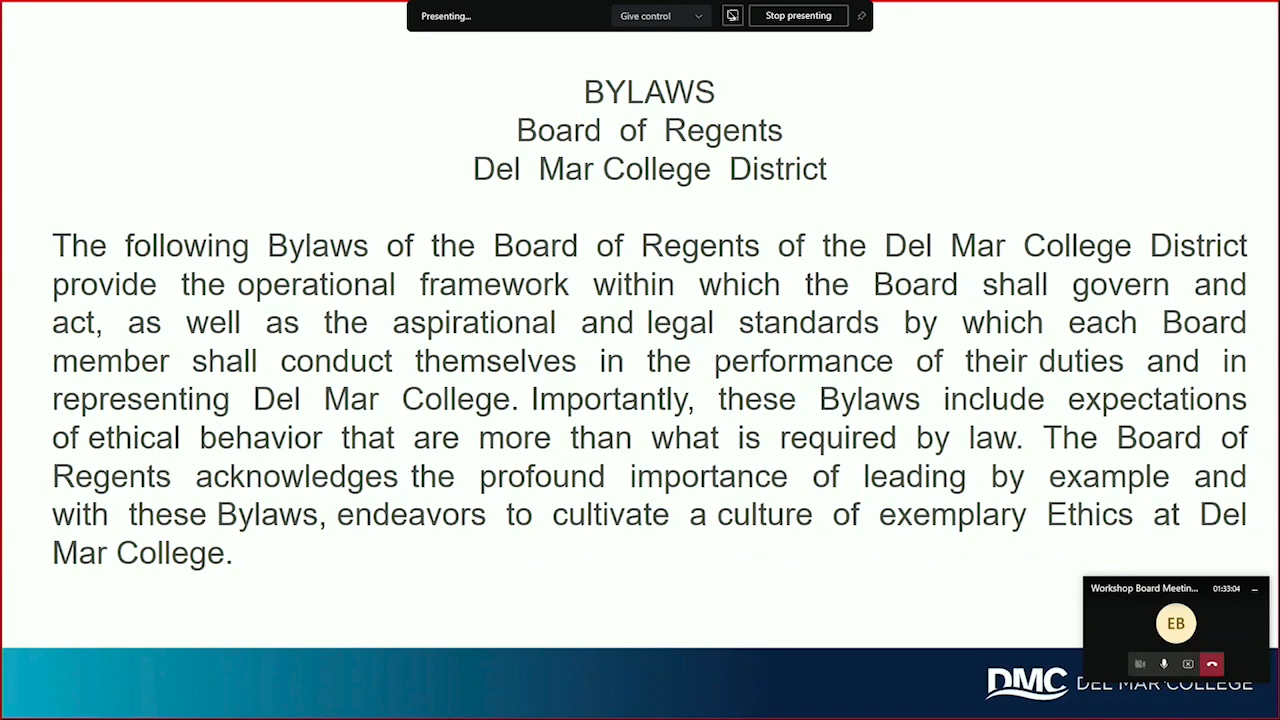 Presenting...
Give control
Stop presenting
BYLAWS
Board of Regents
Del Mar College District
The following Bylaws of the Board of Regents of the Del Mar College District
provide the operational framework within which the Board shall govern and
act, as well as the aspirational and legal standards by which each Board
member shall conduct themselves in the performance of their duties and in
representing Del Mar College. Importantly, these Bylaws include expectations
of ethical behavior that are more than what is required by law. The Board of
Regents acknowledges the profound importance of leading by example and
with these Bylaws, endeavors to cultivate a culture of exemplary Ethics at Del
Mar College.
Workshop Board Meetin... 01:33:04
EB
DMC DEL MAR COLLEGE